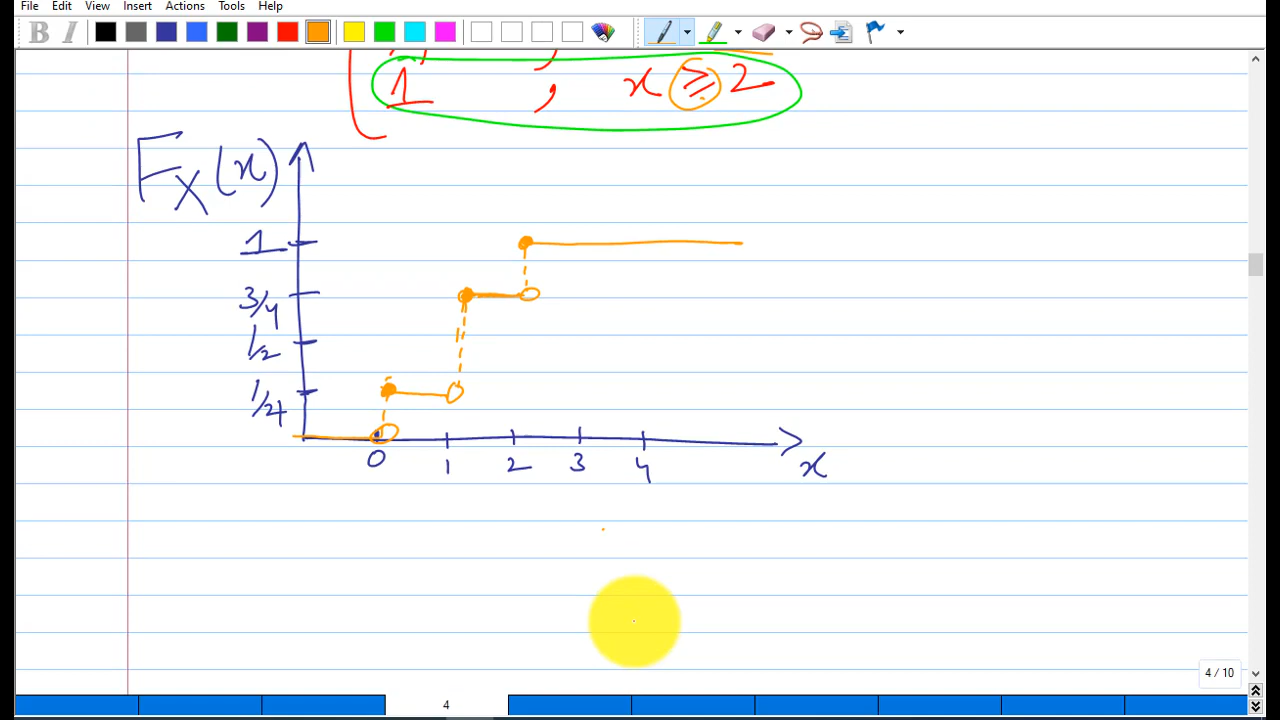 File Edit View Insert Actions Tools Help
B I
1 , x ≥ 2
F_X(x)
1
3/4
1/2
1/4
0 1 2 3 4
x
4 / 10
4